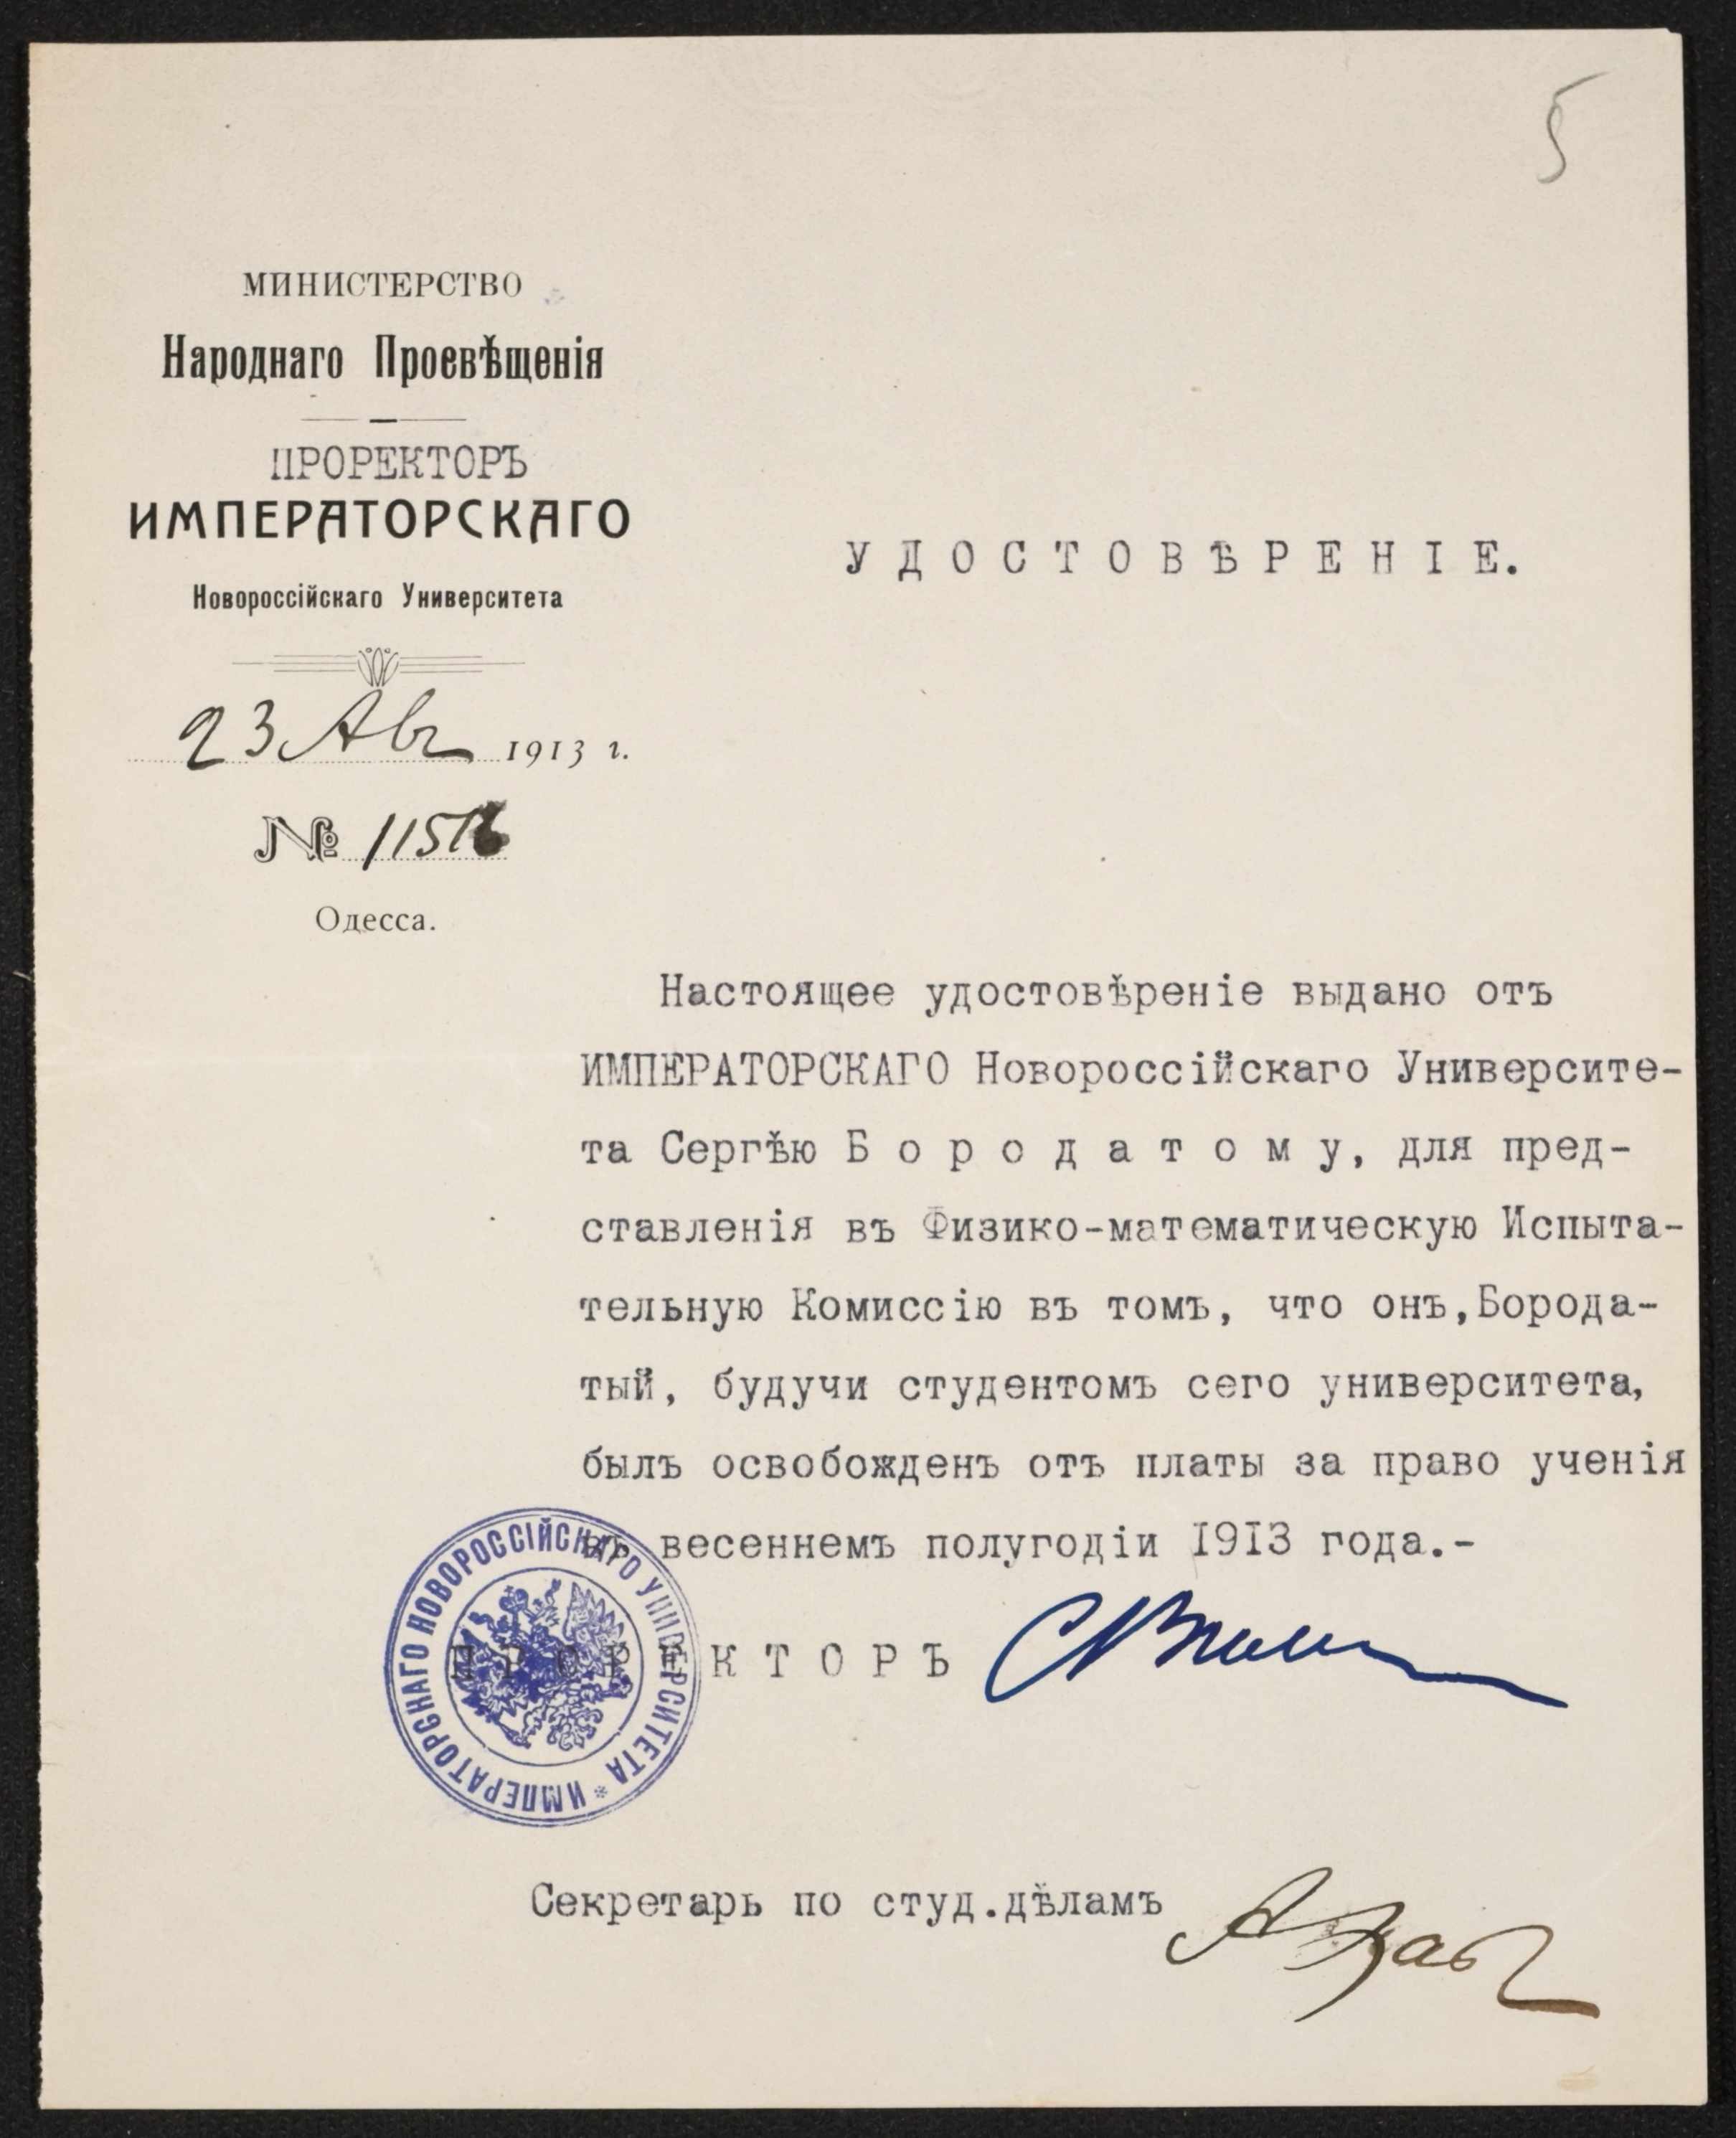 5
МИНИСТЕРСТВО
Народнаго Просвѣщенія
ПРОРЕКТОРЪ
ИМПЕРАТОРСКАГО
Новороссійскаго Университета
23 Авг 1913 г.
№
Одесса.
УДОСТОВѢРЕНІЕ.
Настоящее удостовѣреніе выдано отъ
ИМПЕРАТОРСКАГО Новороссійскаго Университе-
та Сергѣю Бородатому, для пред-
ставленія въ Физико-математическую Испыта-
тельную Комиссію въ томъ, что онъ,Борода-
тый, будучи студентомъ сего университета,
былъ освобожденъ отъ платы за право ученія
въ весеннемъ полугодіи 1913 года.-
ПРОРЕКТОРЪ
ИМПЕРАТОРСКАГО НОВОРОССІЙСКАГО УНИВЕРСИТЕТА *
Секретарь по студ.дѣламъ